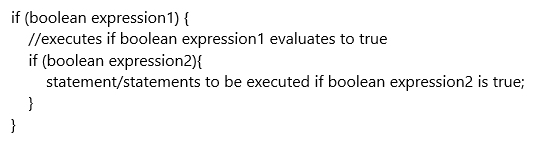 if (boolean expression1) {
//executes if boolean expression1 evaluates to true
if (boolean expression2){
statement/statements to be executed if boolean expression2 is true;
}
}